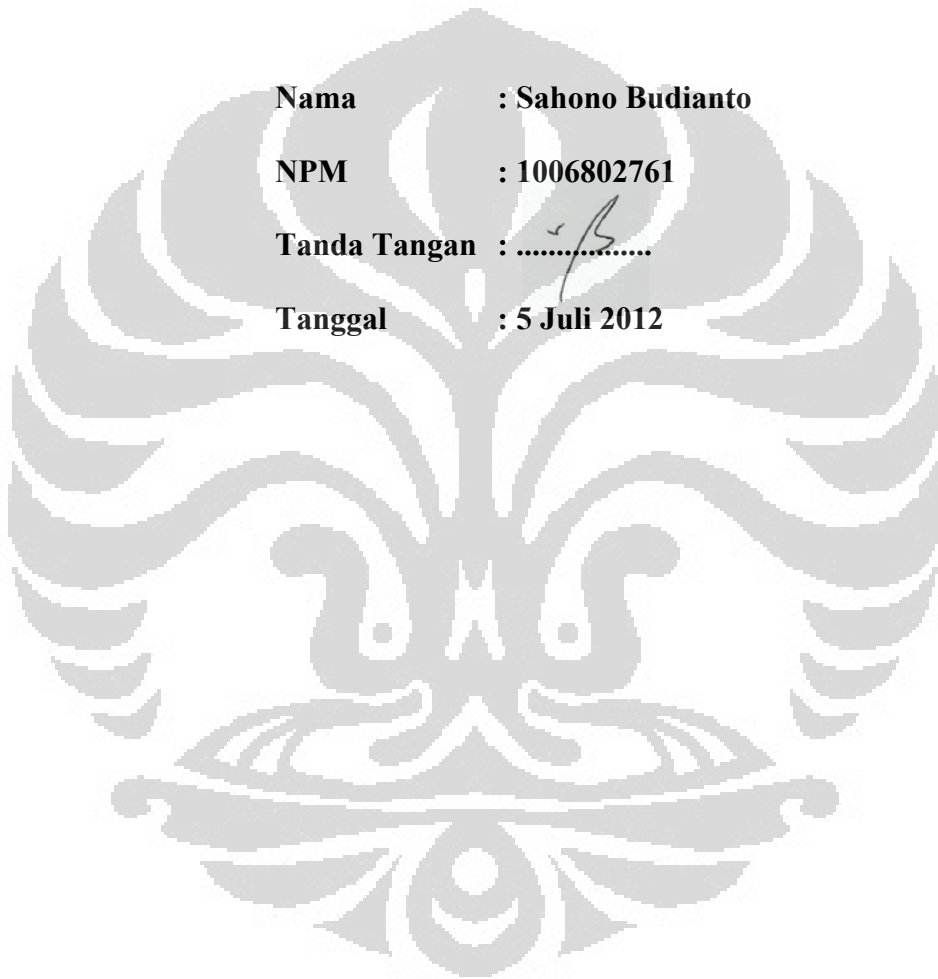 Nama : Sahono Budianto
NPM : 1006802761
Tanda Tangan : .................
Tanggal : 5 Juli 2012